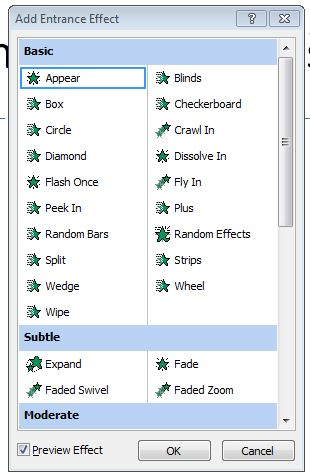 Add Entrance Effect
Basic
Appear Blinds
Box Checkerboard
Circle Crawl In
Diamond Dissolve In
Flash Once Fly In
Peek In Plus
Random Bars Random Effects
Split Strips
Wedge Wheel
Wipe
Subtle
Expand Fade
Faded Swivel Faded Zoom
Moderate
Preview Effect OK Cancel